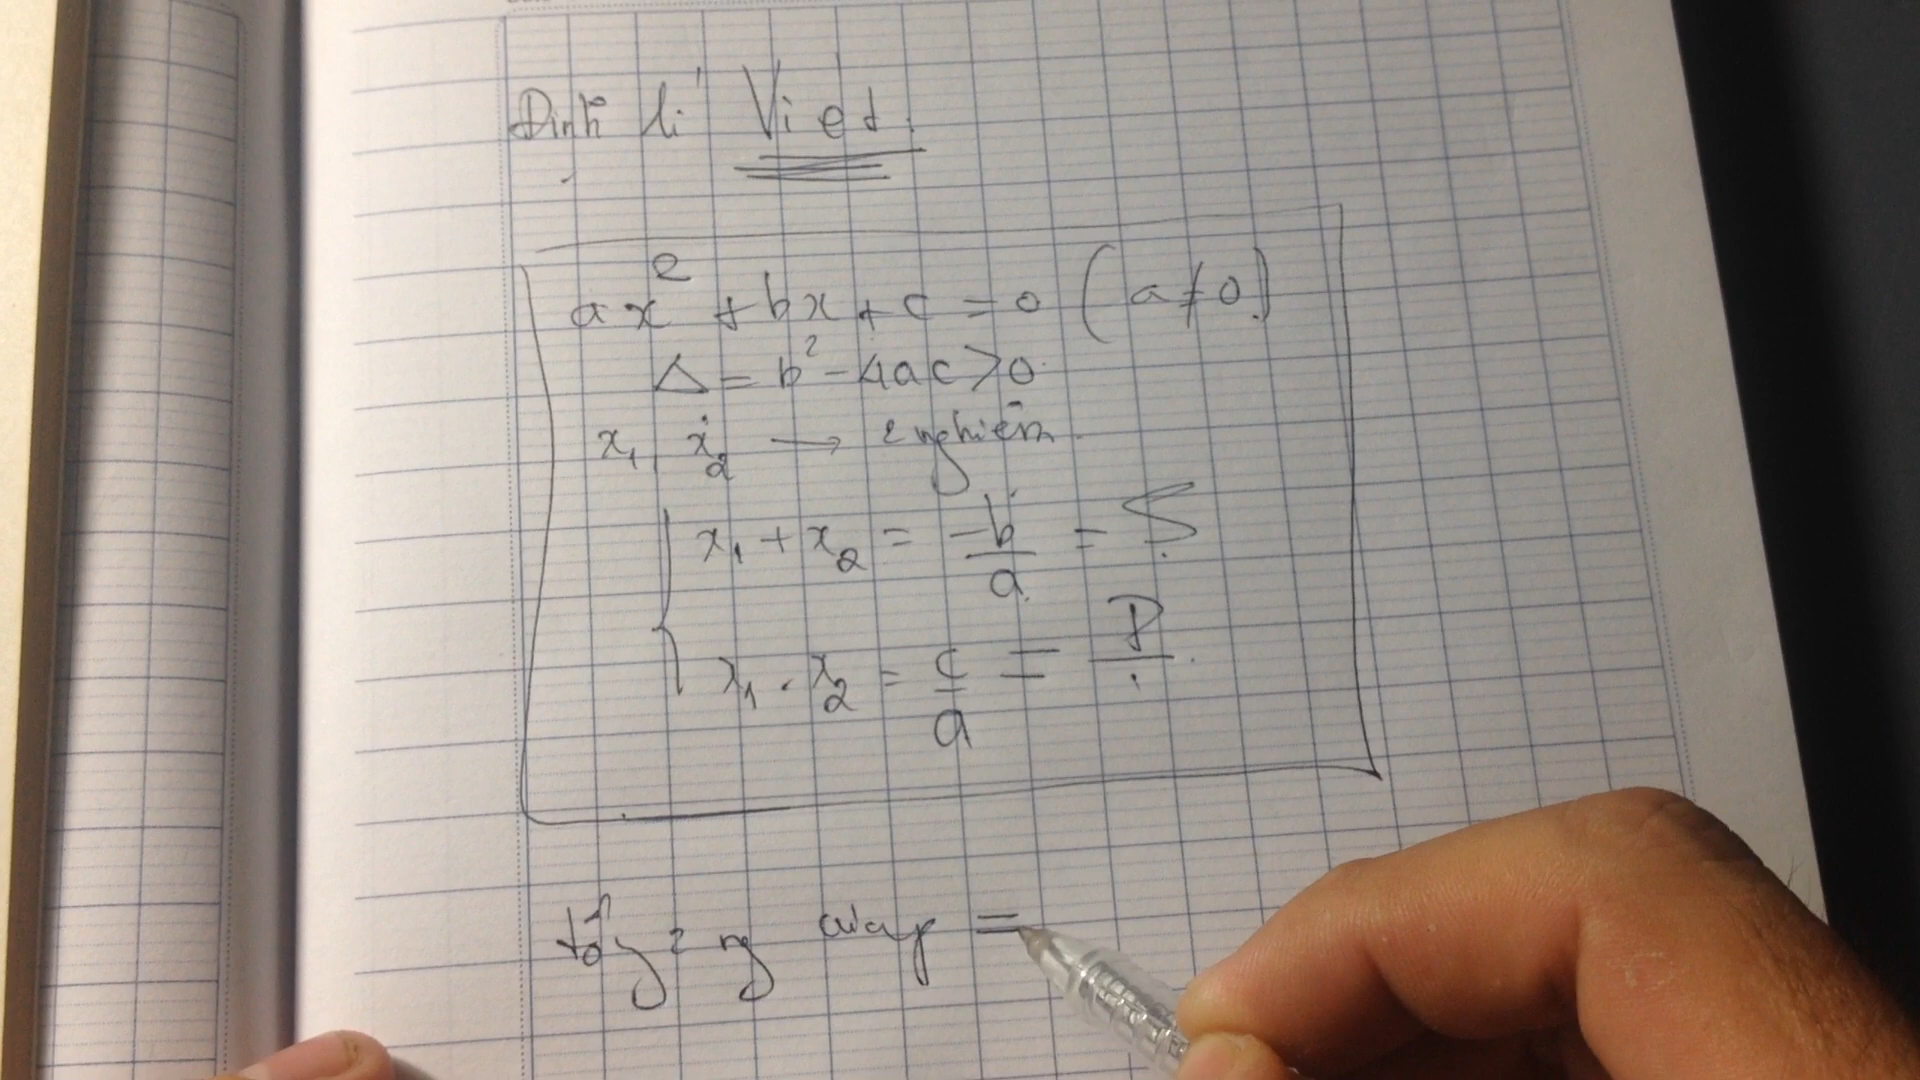 Định lí Viet.
ax² + bx + c = 0 (a ≠ 0)
Δ = b² - 4ac > 0
x₁ x₂ → 2 nghiệm.
x₁ + x₂ = -b/a = S
x₁ . x₂ = c/a = P
tổg 2 ng =